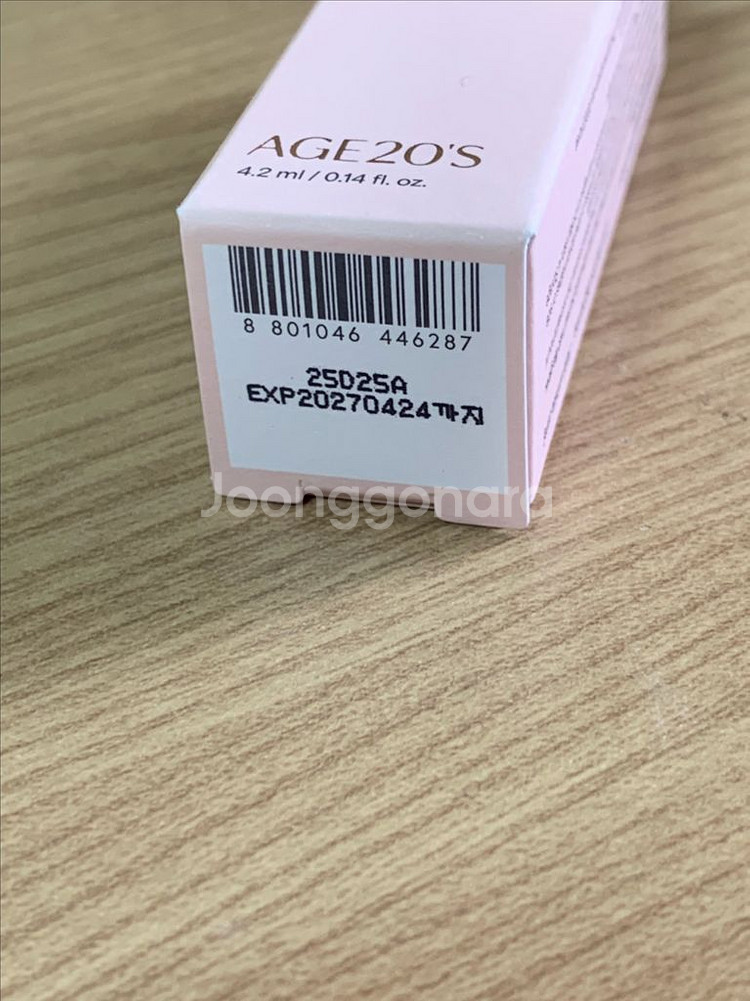 AGE20'S
4.2 ml / 0.14 fl. oz.
8 801046 446287
25D25A
EXP20270424까지
Joonggonara